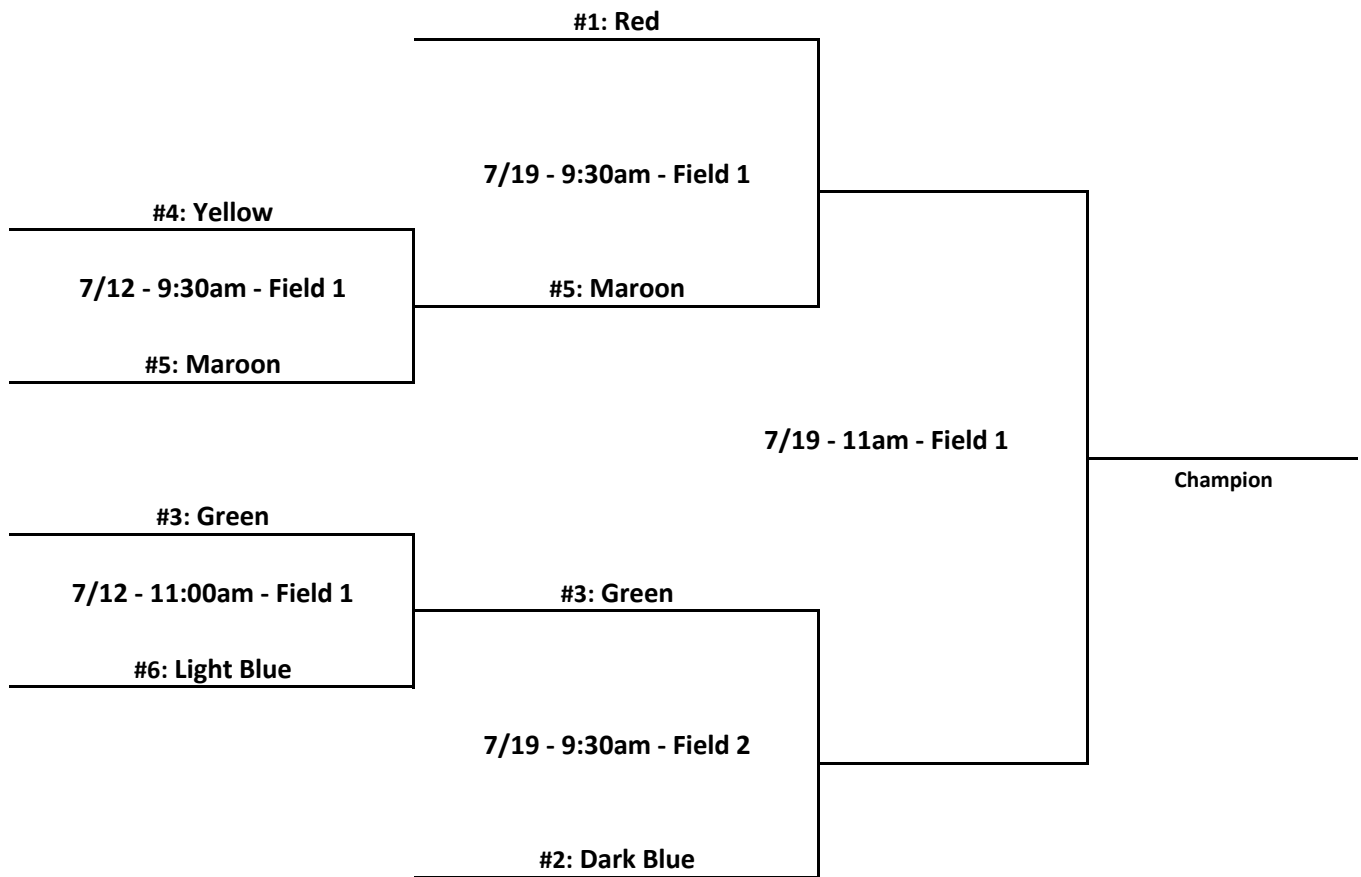 #1: Red
7/19 - 9:30am - Field 1
#4: Yellow
7/12 - 9:30am - Field 1
#5: Maroon
#5: Maroon
7/19 - 11am - Field 1
Champion
#3: Green
7/12 - 11:00am - Field 1
#3: Green
#6: Light Blue
7/19 - 9:30am - Field 2
#2: Dark Blue